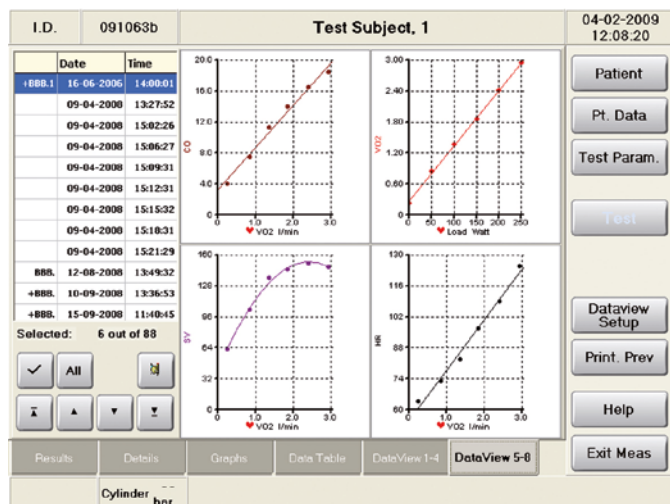 I.D. 091063b Test Subject, 1 04-02-2009
12:08:20
Date Time
+BBB.1 16-06-2006 14:00:01
09-04-2008 13:27:52
09-04-2008 15:02:26
09-04-2008 15:06:27
09-04-2008 15:09:31
09-04-2008 15:12:31
09-04-2008 15:15:32
09-04-2008 15:18:31
09-04-2008 15:21:29
BBB. 12-08-2008 13:49:32
+BBB. 10-09-2008 13:36:53
+BBB. 15-09-2008 11:40:45
Selected: 6 out of 88
All
20.0
16.0
12.0
8.0
4.0
0
CO
0 1.0 2.0 3.0
VO2 l/min
3.00
2.40
1.80
1.20
0.60
0
VO2
0 50 100 150 200 250
Load Watt
160
128
96
64
32
0
SV
0 1.0 2.0 3.0
VO2 l/min
130
116
102
88
74
60
HR
0 1.0 2.0 3.0
VO2 l/min
Patient
Pt. Data
Test Param.
Test
Dataview
Setup
Print. Prev
Help
Exit Meas
Results Details Graphs Data Table DataView 1-4 DataView 5-8
Cylinder --
bar